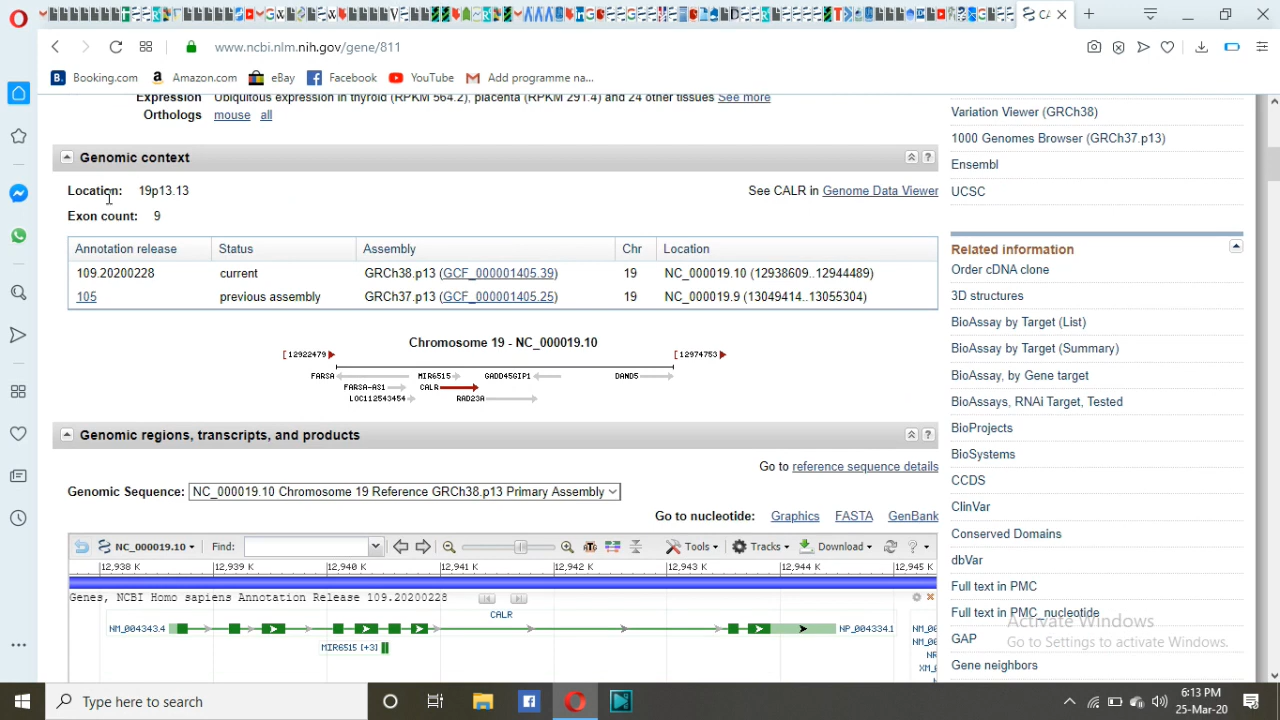 CA
www.ncbi.nlm.nih.gov/gene/811
B. Booking.com a Amazon.com eBay Facebook YouTube Add programme na...
Expression Ubiquitous expression in thyroid (RPKM 564.2), placenta (RPKM 291.4) and 24 other tissues See more
Orthologs mouse all
Genomic context
Location: 19p13.13
See CALR in Genome Data Viewer
Exon count: 9
Annotation release Status Assembly Chr Location
109.20200228 current GRCh38.p13 (GCF_000001405.39) 19 NC_000019.10 (12938609..12944489)
105 previous assembly GRCh37.p13 (GCF_000001405.25) 19 NC_000019.9 (13049414..13055304)
Chromosome 19 - NC_000019.10
[12922479 [12974753
FARSA MIR6515 GADD45GIP1 DAND5
FARSA-AS1 CALR
LOC112543454 RAD23A
Genomic regions, transcripts, and products
Go to reference sequence details
Genomic Sequence: NC_000019.10 Chromosome 19 Reference GRCh38.p13 Primary Assembly
Go to nucleotide: Graphics FASTA GenBank
NC_000019.10 Find: Tools Tracks Download ?
12,938 K 12,939 K 12,940 K 12,941 K 12,942 K 12,943 K 12,944 K 12,945 K
Genes, NCBI Homo sapiens Annotation Release 109.20200228
CALR
NM_004343.4 NP_004334.1 NM_00
MIR6515 [+3] NM_00
NR
XM_0
Variation Viewer (GRCh38)
1000 Genomes Browser (GRCh37.p13)
Ensembl
UCSC
Related information
Order cDNA clone
3D structures
BioAssay by Target (List)
BioAssay by Target (Summary)
BioAssay, by Gene target
BioAssays, RNAi Target, Tested
BioProjects
BioSystems
CCDS
ClinVar
Conserved Domains
dbVar
Full text in PMC
Full text in PMC_nucleotide
GAP
Gene neighbors
Activate Windows
Go to Settings to activate Windows.
Type here to search
6:13 PM
25-Mar-20